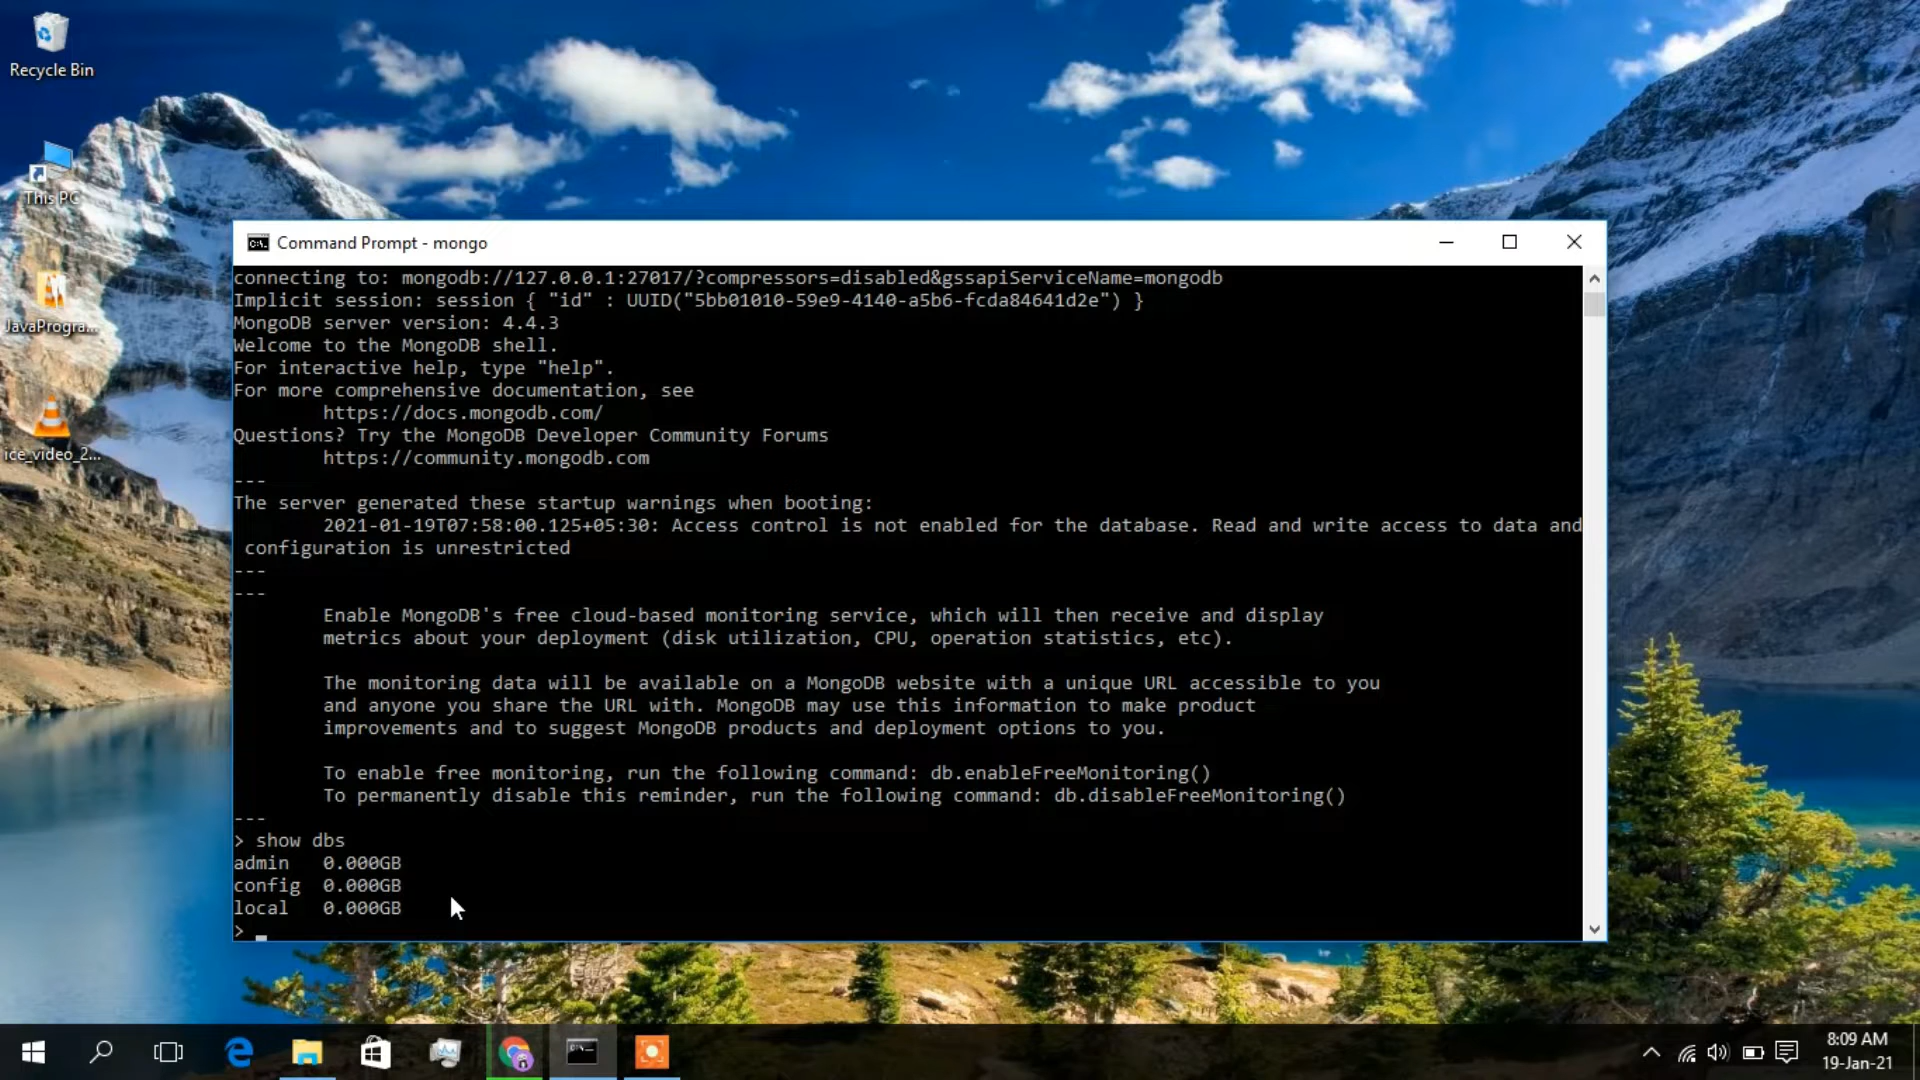 Recycle Bin
This PC
JavaProgra...
ice_video_2...
Command Prompt - mongo
connecting to: mongodb://127.0.0.1:27017/?compressors=disabled&gssapiServiceName=mongodb
Implicit session: session { "id" : UUID("5bb01010-59e9-4140-a5b6-fcda84641d2e") }
MongoDB server version: 4.4.3
Welcome to the MongoDB shell.
For interactive help, type "help".
For more comprehensive documentation, see
https://docs.mongodb.com/
Questions? Try the MongoDB Developer Community Forums
https://community.mongodb.com
---
The server generated these startup warnings when booting:
2021-01-19T07:58:00.125+05:30: Access control is not enabled for the database. Read and write access to data and
configuration is unrestricted
---
---
Enable MongoDB's free cloud-based monitoring service, which will then receive and display
metrics about your deployment (disk utilization, CPU, operation statistics, etc).
The monitoring data will be available on a MongoDB website with a unique URL accessible to you
and anyone you share the URL with. MongoDB may use this information to make product
improvements and to suggest MongoDB products and deployment options to you.
To enable free monitoring, run the following command: db.enableFreeMonitoring()
To permanently disable this reminder, run the following command: db.disableFreeMonitoring()
---
> show dbs
admin   0.000GB
config  0.000GB
local   0.000GB
>
8:09 AM
19-Jan-21